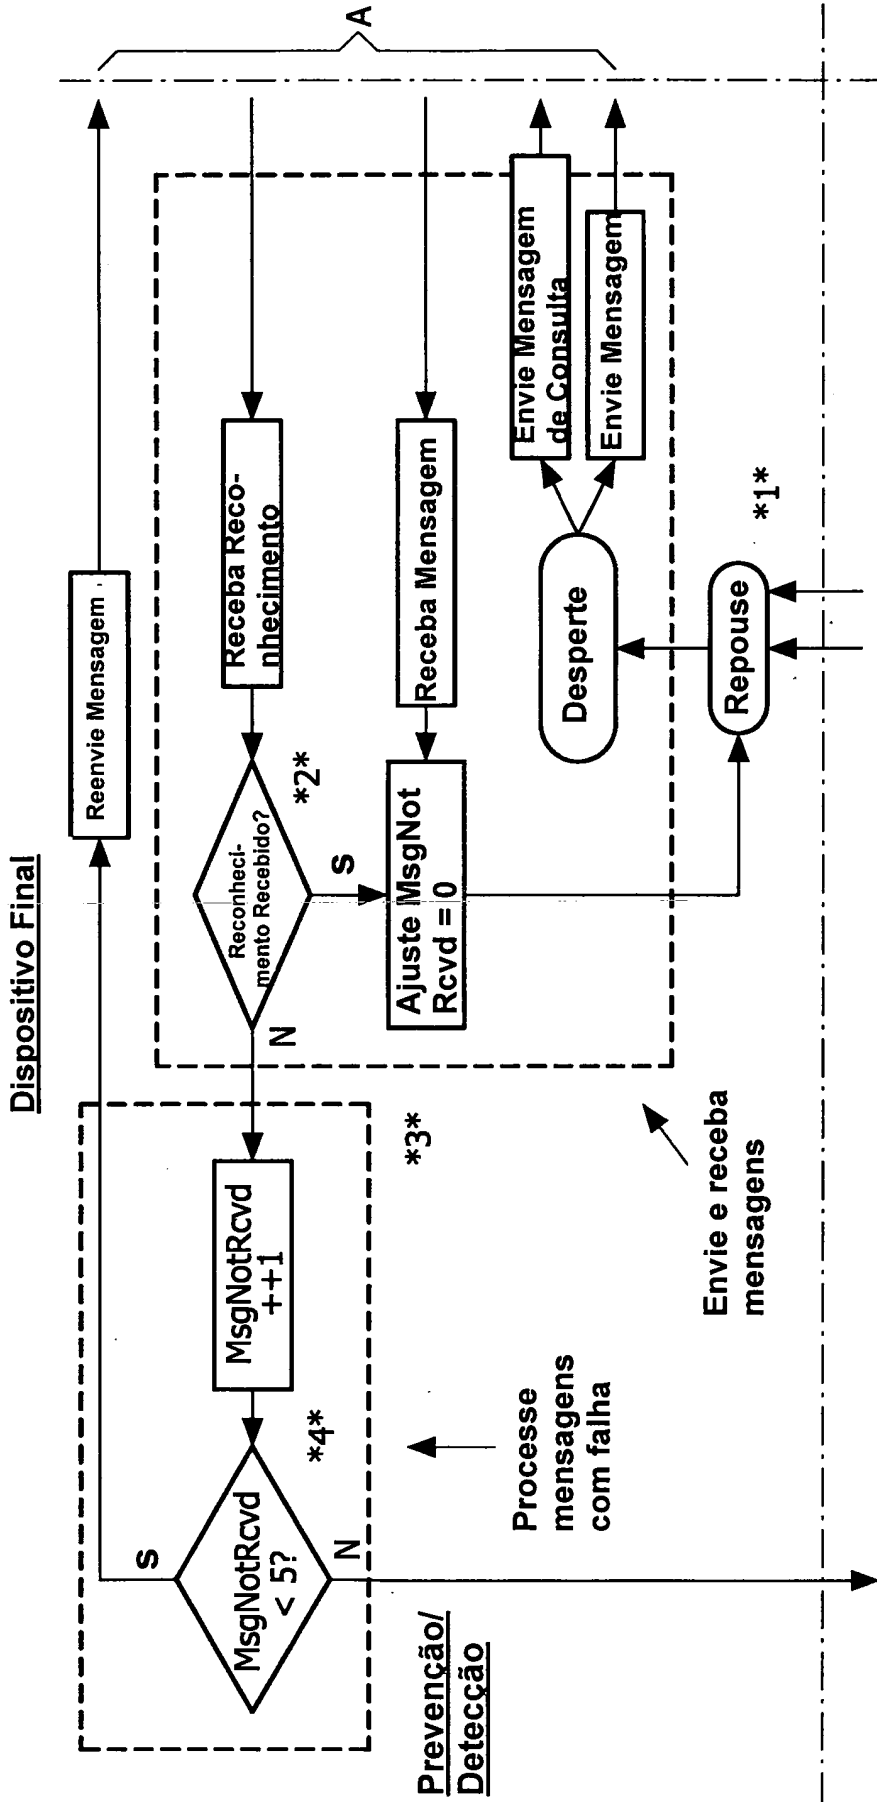 Dispositivo Final
Reenvie Mensagem
A
Receba Reco-
nhecimento
Reconheci-
mento Recebido?
*2*
S
N
MsgNotRcvd
++1
*3*
MsgNotRcvd
< 5?
*4*
S
N
Receba Mensagem
Ajuste MsgNot
Rcvd = 0
Envie Mensagem
de Consulta
Envie Mensagem
Desperte
Repouse
*1*
Processe
mensagens
com falha
Envie e receba
mensagens
Prevenção/
Detecção